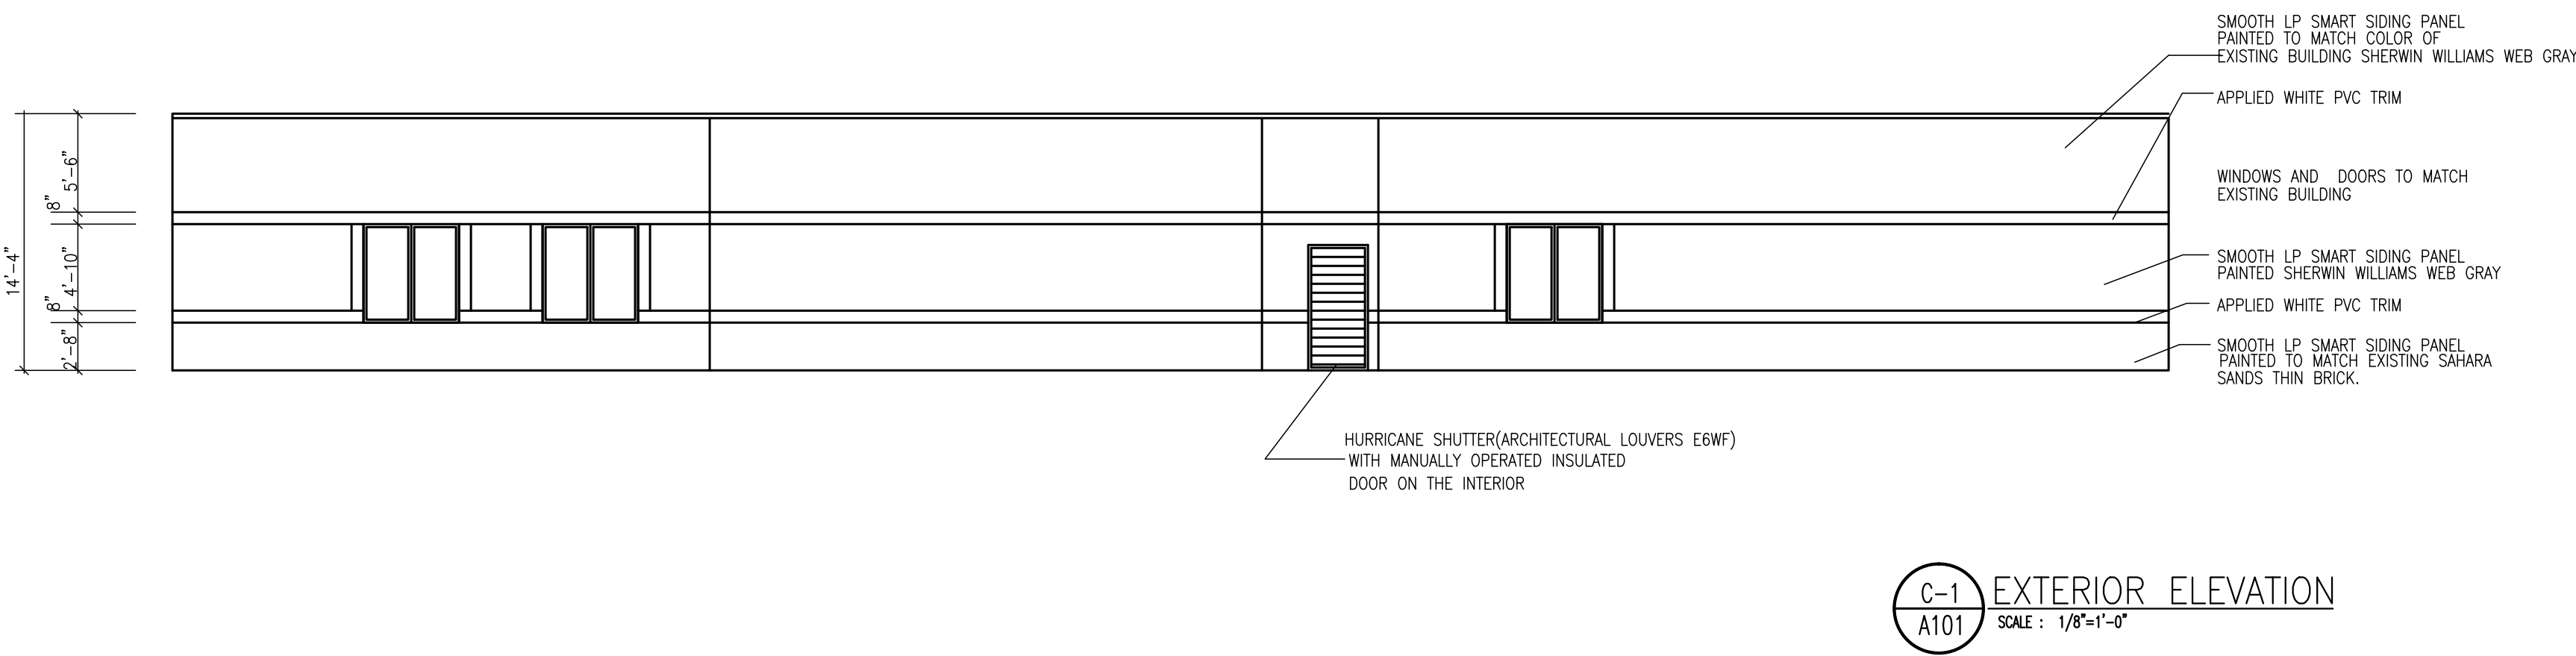 SMOOTH LP SMART SIDING PANEL
PAINTED TO MATCH COLOR OF
EXISTING BUILDING SHERWIN WILLIAMS WEB GRAY
APPLIED WHITE PVC TRIM
WINDOWS AND DOORS TO MATCH
EXISTING BUILDING
SMOOTH LP SMART SIDING PANEL
PAINTED SHERWIN WILLIAMS WEB GRAY
APPLIED WHITE PVC TRIM
SMOOTH LP SMART SIDING PANEL
PAINTED TO MATCH EXISTING SAHARA
SANDS THIN BRICK.
14'-4"
5'-6"
8"
4'-10"
8"
2'-8"
HURRICANE SHUTTER(ARCHITECTURAL LOUVERS E6WF)
WITH MANUALLY OPERATED INSULATED
DOOR ON THE INTERIOR
C-1
A101
EXTERIOR ELEVATION
SCALE : 1/8"=1'-0"